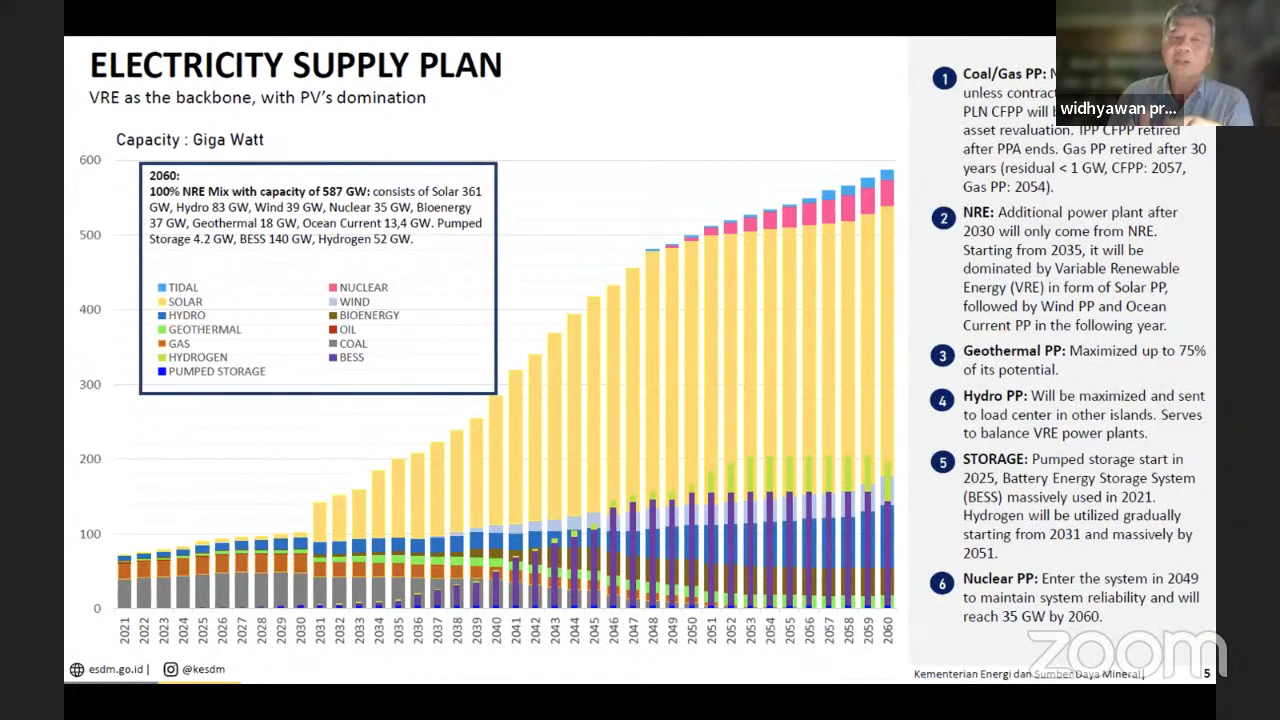 ELECTRICITY SUPPLY PLAN
VRE as the backbone, with PV's domination
Capacity : Giga Watt
600
500
400
300
200
100
0
2060:
100% NRE Mix with capacity of 587 GW: consists of Solar 361
GW, Hydro 83 GW, Wind 39 GW, Nuclear 35 GW, Bioenergy
37 GW, Geothermal 18 GW, Ocean Current 13,4 GW. Pumped
Storage 4.2 GW, BESS 140 GW, Hydrogen 52 GW.
TIDAL
NUCLEAR
SOLAR
WIND
HYDRO
BIOENERGY
GEOTHERMAL
OIL
GAS
COAL
HYDROGEN
BESS
PUMPED STORAGE
2021
2022
2023
2024
2025
2026
2027
2028
2029
2030
2031
2032
2033
2034
2035
2036
2037
2038
2039
2040
2041
2042
2043
2044
2045
2046
2047
2048
2049
2050
2051
2052
2053
2054
2055
2056
2057
2058
2059
2060
widhyawan pr...
1
Coal/Gas PP:
unless contrac
PLN CFPP will b
asset revaluation. IPP CFPP retired
after PPA ends. Gas PP retired after 30
years (residual < 1 GW, CFPP: 2057,
Gas PP: 2054).
2
NRE: Additional power plant after
2030 will only come from NRE.
Starting from 2035, it will be
dominated by Variable Renewable
Energy (VRE) in form of Solar PP,
followed by Wind PP and Ocean
Current PP in the following year.
3
Geothermal PP: Maximized up to 75%
of its potential.
4
Hydro PP: Will be maximized and sent
to load center in other islands. Serves
to balance VRE power plants.
5
STORAGE: Pumped storage start in
2025, Battery Energy Storage System
(BESS) massively used in 2021.
Hydrogen will be utilized gradually
starting from 2031 and massively by
2051.
6
Nuclear PP: Enter the system in 2049
to maintain system reliability and will
reach 35 GW by 2060.
zoom
esdm.go.id |
@kesdm
Kementerian Energi dan Sumber Daya Mineral|
5